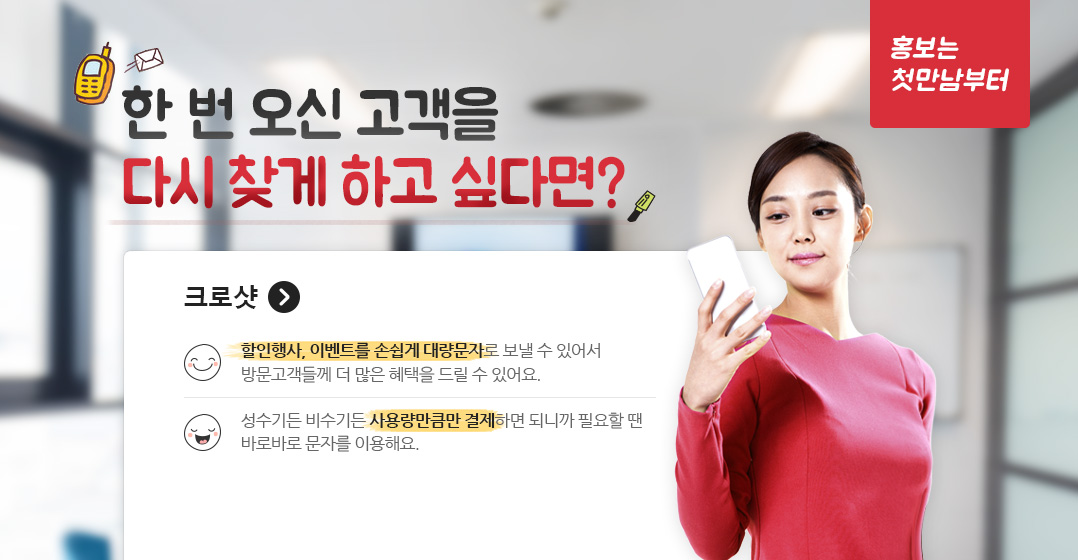 홍보는
첫만남부터
한 번 오신 고객을
다시 찾게 하고 싶다면?
크로샷
할인행사, 이벤트를 손쉽게 대량문자로 보낼 수 있어서
방문고객들께 더 많은 혜택을 드릴 수 있어요.
성수기든 비수기든 사용량만큼만 결제하면 되니까 필요할 땐
바로바로 문자를 이용해요.